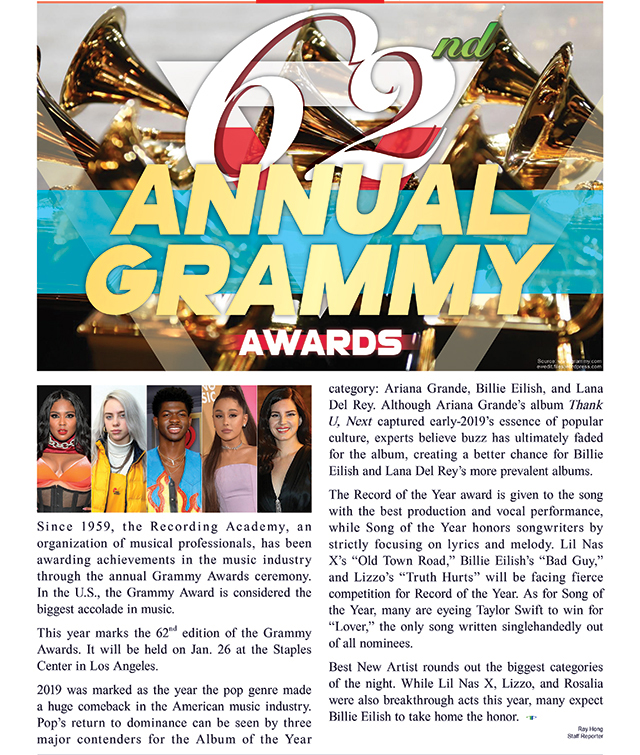 62nd
ANNUAL
GRAMMY
AWARDS
Since 1959, the Recording Academy, an
organization of musical professionals, has been
awarding achievements in the music industry
through the annual Grammy Awards ceremony.
In the U.S., the Grammy Award is considered the
biggest accolade in music.
This year marks the 62nd edition of the Grammy
Awards. It will be held on Jan. 26 at the Staples
Center in Los Angeles.
2019 was marked as the year the pop genre made
a huge comeback in the American music industry.
Pop’s return to dominance can be seen by three
major contenders for the Album of the Year
category: Ariana Grande, Billie Eilish, and Lana
Del Rey. Although Ariana Grande’s album Thank
U, Next captured early-2019’s essence of popular
culture, experts believe buzz has ultimately faded
for the album, creating a better chance for Billie
Eilish and Lana Del Rey’s more prevalent albums.
The Record of the Year award is given to the song
with the best production and vocal performance,
while Song of the Year honors songwriters by
strictly focusing on lyrics and melody. Lil Nas
X’s “Old Town Road,” Billie Eilish’s “Bad Guy,”
and Lizzo’s “Truth Hurts” will be facing fierce
competition for Record of the Year. As for Song of
the Year, many are eyeing Taylor Swift to win for
“Lover,” the only song written singlehandedly out
of all nominees.
Best New Artist rounds out the biggest categories
of the night. While Lil Nas X, Lizzo, and Rosalia
were also breakthrough acts this year, many expect
Billie Eilish to take home the honor.
Ray Hong
Staff Reporter